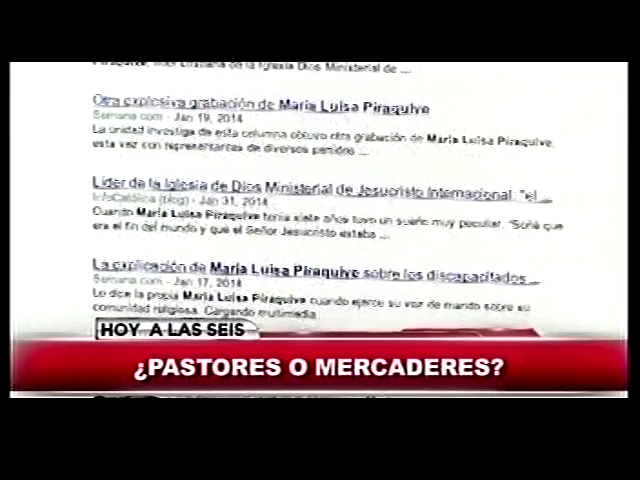 Iglesia Dios Ministerial de ...
Otra explosiva grabación de María Luisa Piraquive
Semana.com - Jan 19, 2014
La unidad investiga de esta columna obtuvo otra grabación de María Luisa Piraquive,
esta vez con representantes de diversos partidos ...
Líder de la Iglesia de Dios Ministerial de Jesucristo Internacional: "el ...
InfoCatólica (blog) - Jan 31, 2014
Cuando María Luisa Piraquive tenía siete años tuvo un sueño muy peculiar. "Soñé que
era el fin del mundo y que el Señor Jesucristo estaba ...
La explicación de María Luisa Piraquive sobre los discapacitados ...
Semana.com - Jan 17, 2014
Lo dice la propia María Luisa Piraquive cuando ejerce su voz de mando sobre su
comunidad religiosa. Cargando multimedia
HOY A LAS SEIS
¿PASTORES O MERCADERES?